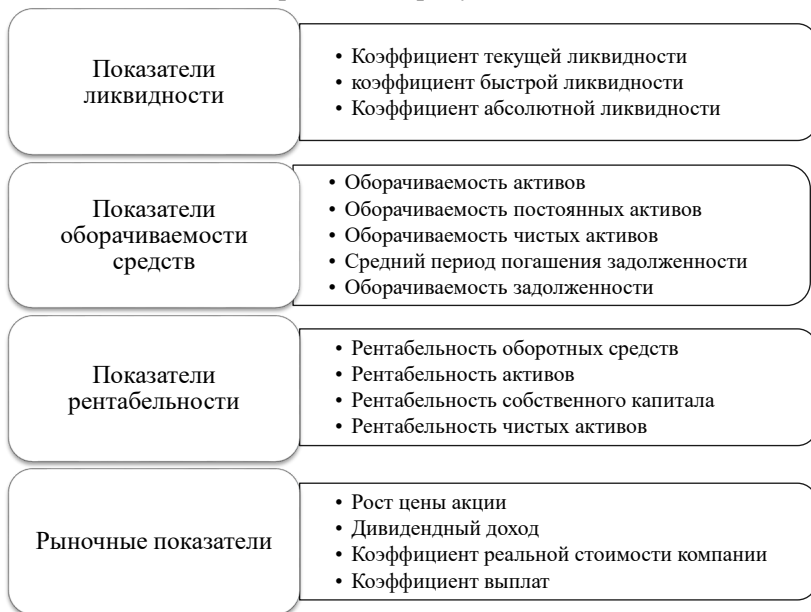 Показатели
ликвидности
• Коэффициент текущей ликвидности
• коэффициент быстрой ликвидности
• Коэффициент абсолютной ликвидности
Показатели
оборачиваемости
средств
• Оборачиваемость активов
• Оборачиваемость постоянных активов
• Оборачиваемость чистых активов
• Средний период погашения задолженности
• Оборачиваемость задолженности
Показатели
рентабельности
• Рентабельность оборотных средств
• Рентабельность активов
• Рентабельность собственного капитала
• Рентабельность чистых активов
Рыночные показатели
• Рост цены акции
• Дивидендный доход
• Коэффициент реальной стоимости компании
• Коэффициент выплат